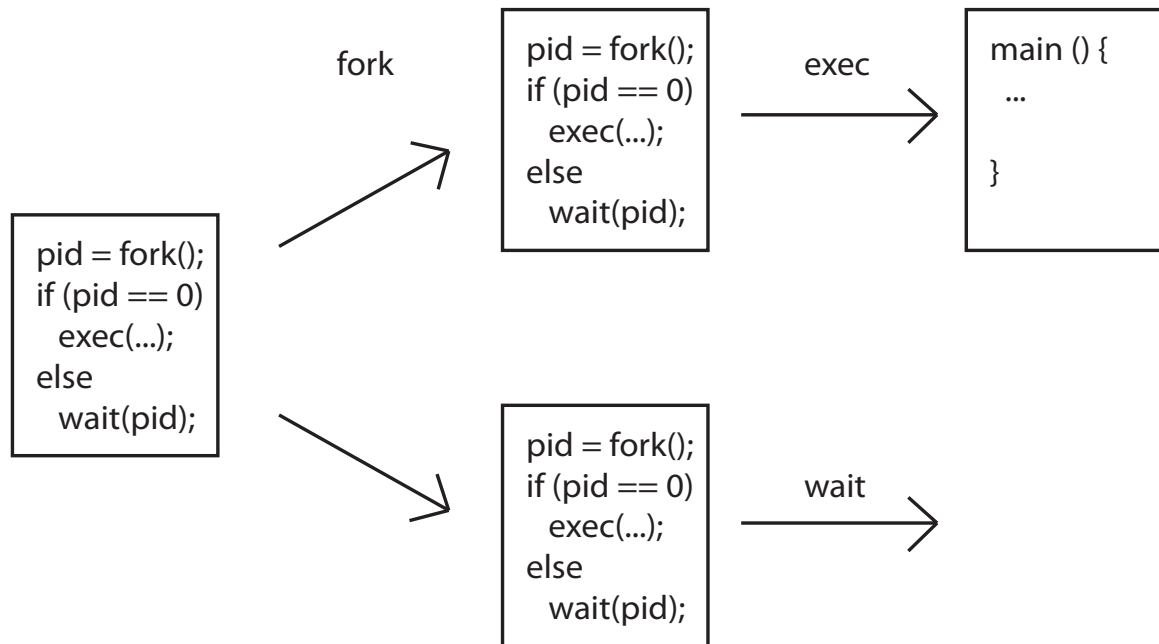 fork
pid = fork();
if (pid == 0)
exec(...);
else
wait(pid);
exec
main () {
...
}
pid = fork();
if (pid == 0)
exec(...);
else
wait(pid);
pid = fork();
if (pid == 0)
exec(...);
else
wait(pid);
wait